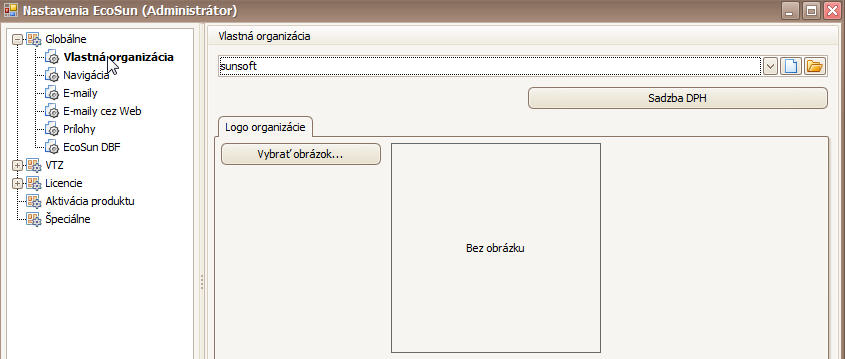 Nastavenia EcoSun (Administrátor)
Globálne
Vlastná organizácia
Navigácia
E-maily
E-maily cez Web
Prílohy
EcoSun DBF
VTZ
Licencie
Aktivácia produktu
Špeciálne
Vlastná organizácia
sunsoft
Sadzba DPH
Logo organizácie
Vybrať obrázok...
Bez obrázku